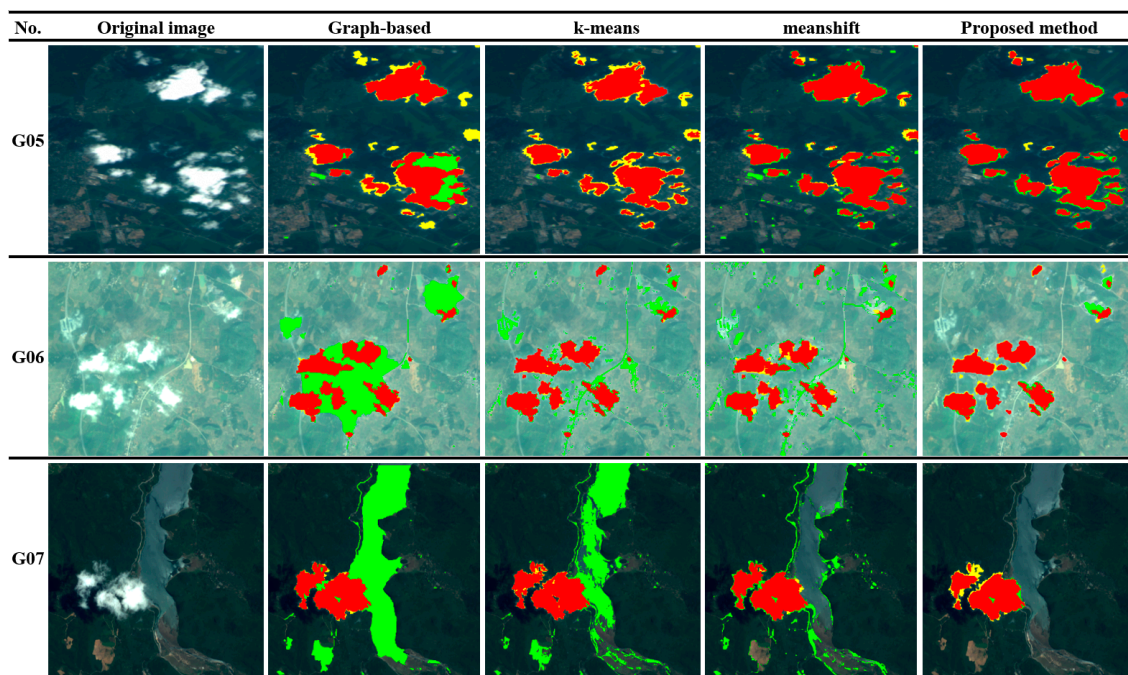 No. Original image Graph-based k-means meanshift Proposed method
G05
G06
G07